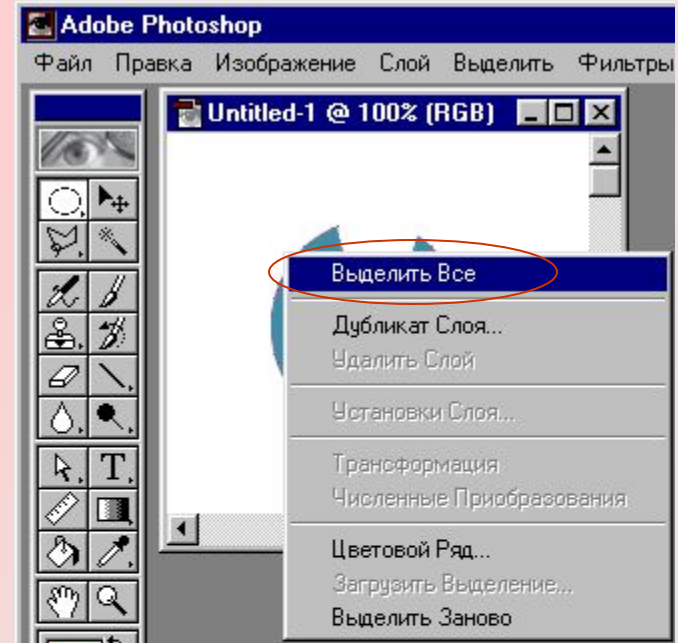 Adobe Photoshop
Файл Правка Изображение Слой Выделить Фильтры
Untitled-1 @ 100% (RGB)
Выделить Все
Дубликат Слоя...
Удалить Слой
Установки Слоя...
Трансформация
Численные Приобразования
Цветовой Ряд...
Загрузить Выделение...
Выделить Заново
T